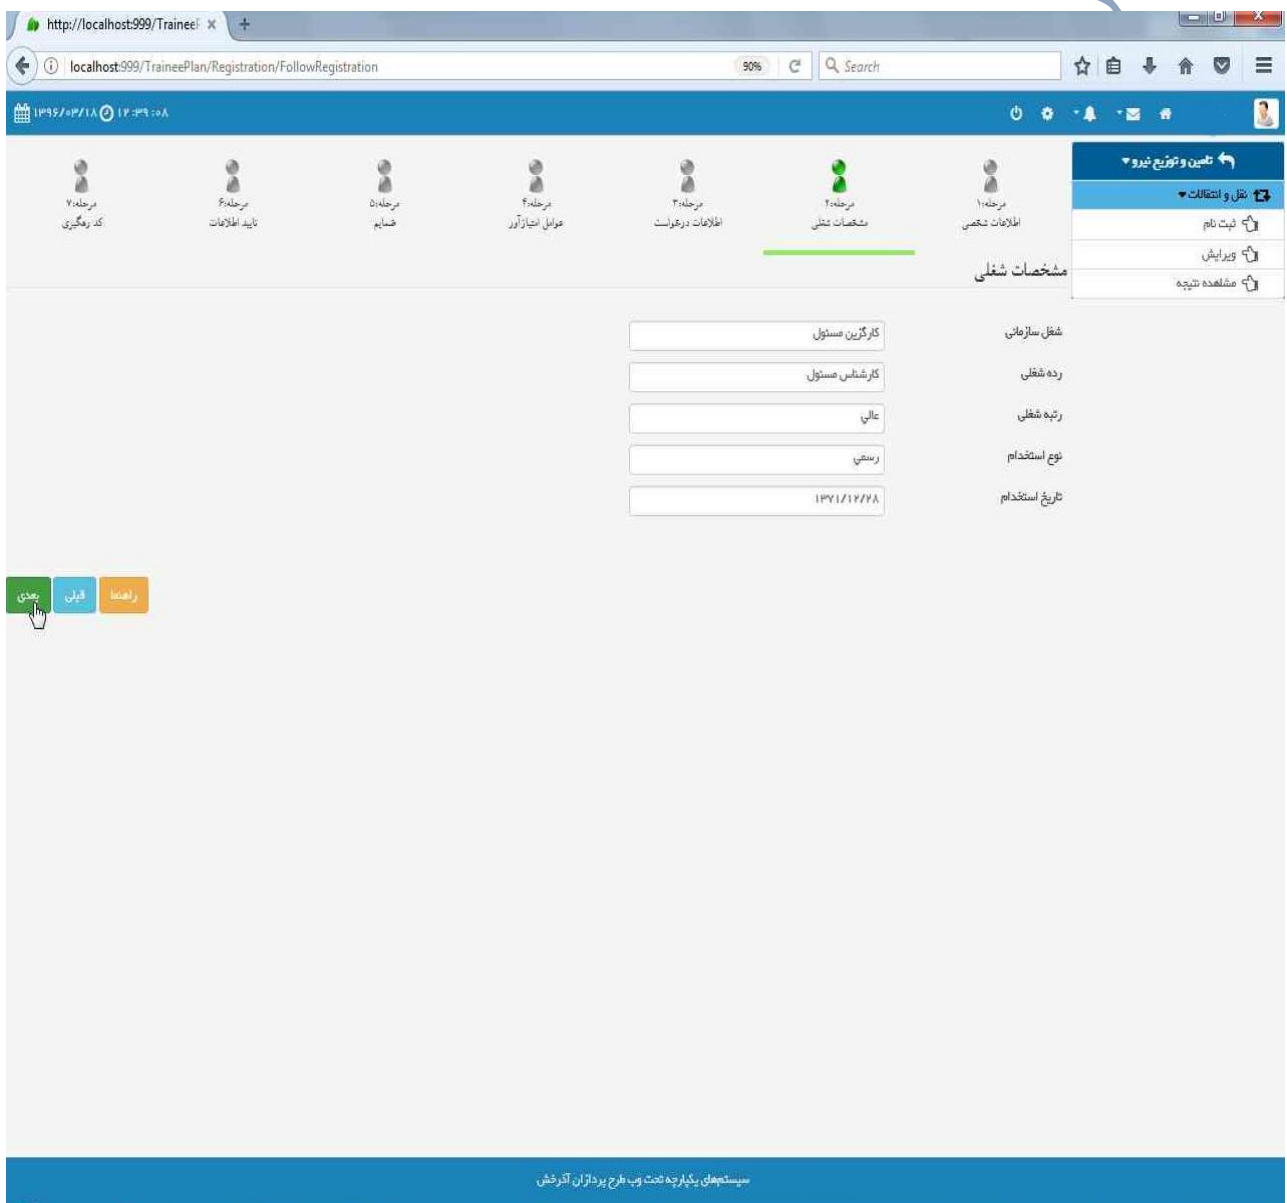 http://localhost:999/TraineeF
localhost:999/TraineePlan/Registration/FollowRegistration
90%
Search
۱۳۹۶/۰۳/۱۸ ۱۲:۳۹:۰۸
تامین و توزیع نیرو
نقل و انتقالات
ثبت نام
ویرایش
مشاهده نتیجه
مرحله:۱
اطلاعات شخصی
مرحله:۲
مشخصات شغلی
مرحله:۳
اطلاعات درخواست
مرحله:۴
عوامل امتیازآور
مرحله:۵
ضمایم
مرحله:۶
تایید اطلاعات
مرحله:۷
کد رهگیری
مشخصات شغلی
شغل سازمانی
کارگزین مسئول
رده شغلی
کارشناس مسئول
رتبه شغلی
عالي
نوع استخدام
رسمي
تاریخ استخدام
۱۳۷۱/۱۲/۲۸
راهنما
قبلی
بعدی
سیستمهای یکپارچه تحت وب طرح پردازان آذرخش